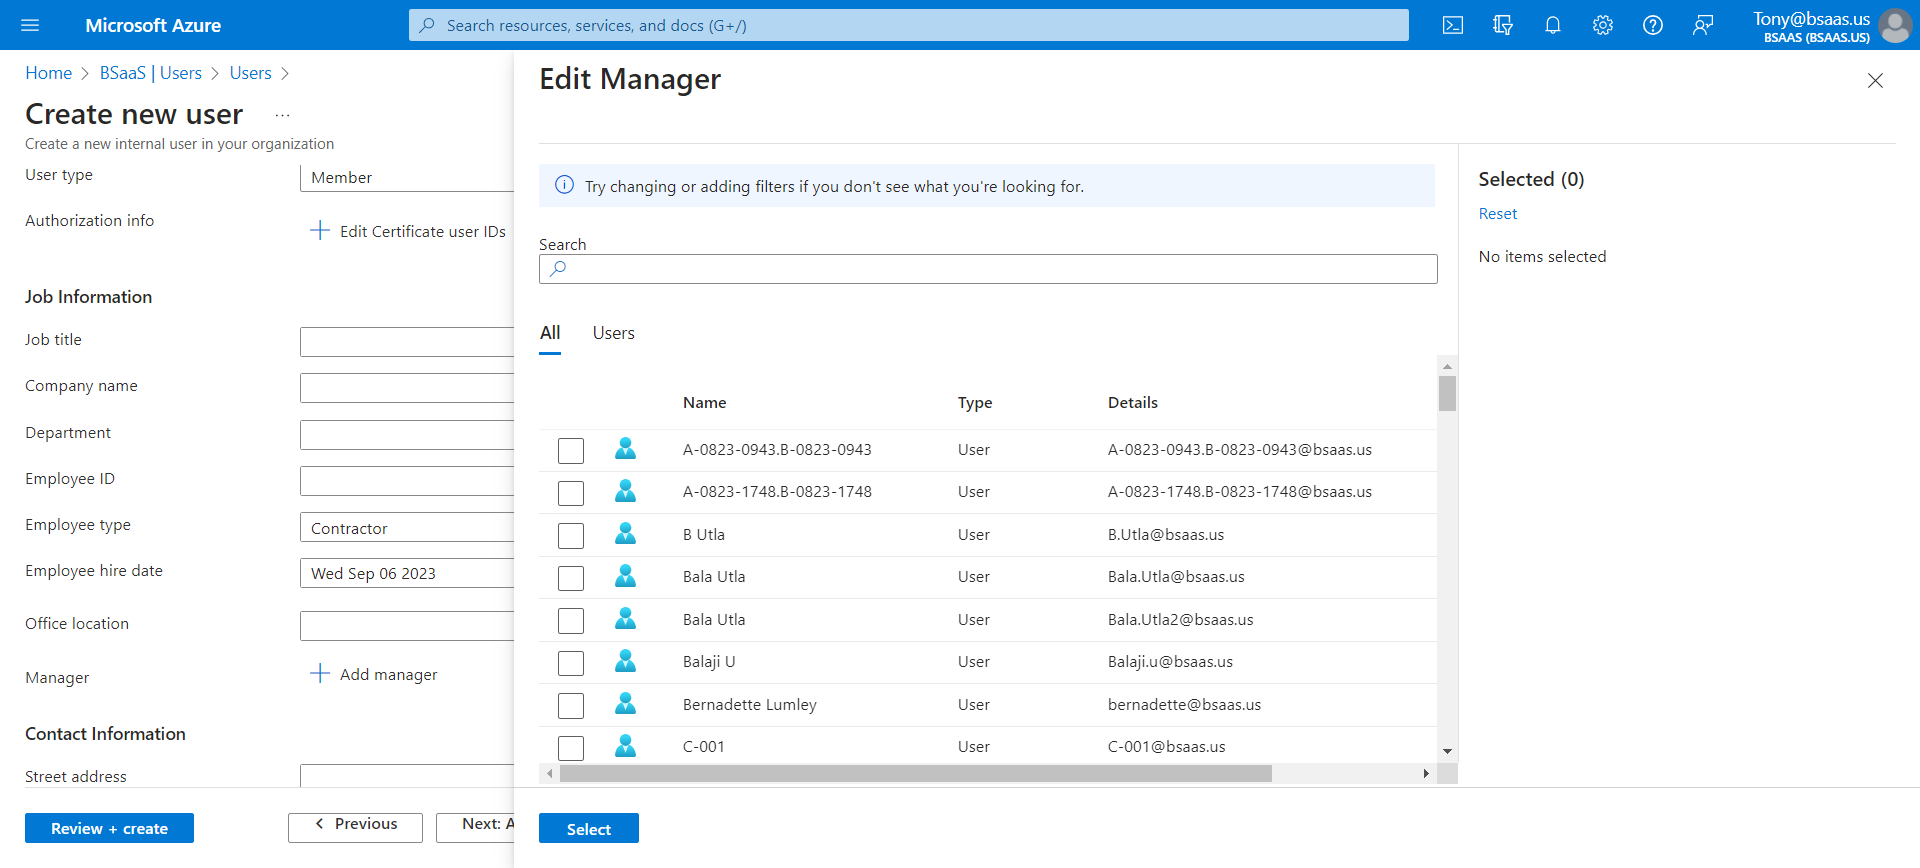 Microsoft Azure
Search resources, services, and docs (G+/)
Tony@bsaas.us
BSAAS (BSAAS.US)
Home > BSaaS | Users > Users >
Create new user ...
Create a new internal user in your organization
User type
Member
Authorization info
Edit Certificate user IDs
Job Information
Job title
Company name
Department
Employee ID
Employee type
Contractor
Employee hire date
Wed Sep 06 2023
Office location
Manager
Add manager
Contact Information
Street address
Review + create
< Previous
Next: A
Edit Manager
Try changing or adding filters if you don't see what you're looking for.
Search
All Users
Name Type Details
A-0823-0943.B-0823-0943 User A-0823-0943.B-0823-0943@bsaas.us
A-0823-1748.B-0823-1748 User A-0823-1748.B-0823-1748@bsaas.us
B Utla User B.Utla@bsaas.us
Bala Utla User Bala.Utla@bsaas.us
Bala Utla User Bala.Utla2@bsaas.us
Balaji U User Balaji.u@bsaas.us
Bernadette Lumley User bernadette@bsaas.us
C-001 User C-001@bsaas.us
Select
Selected (0)
Reset
No items selected